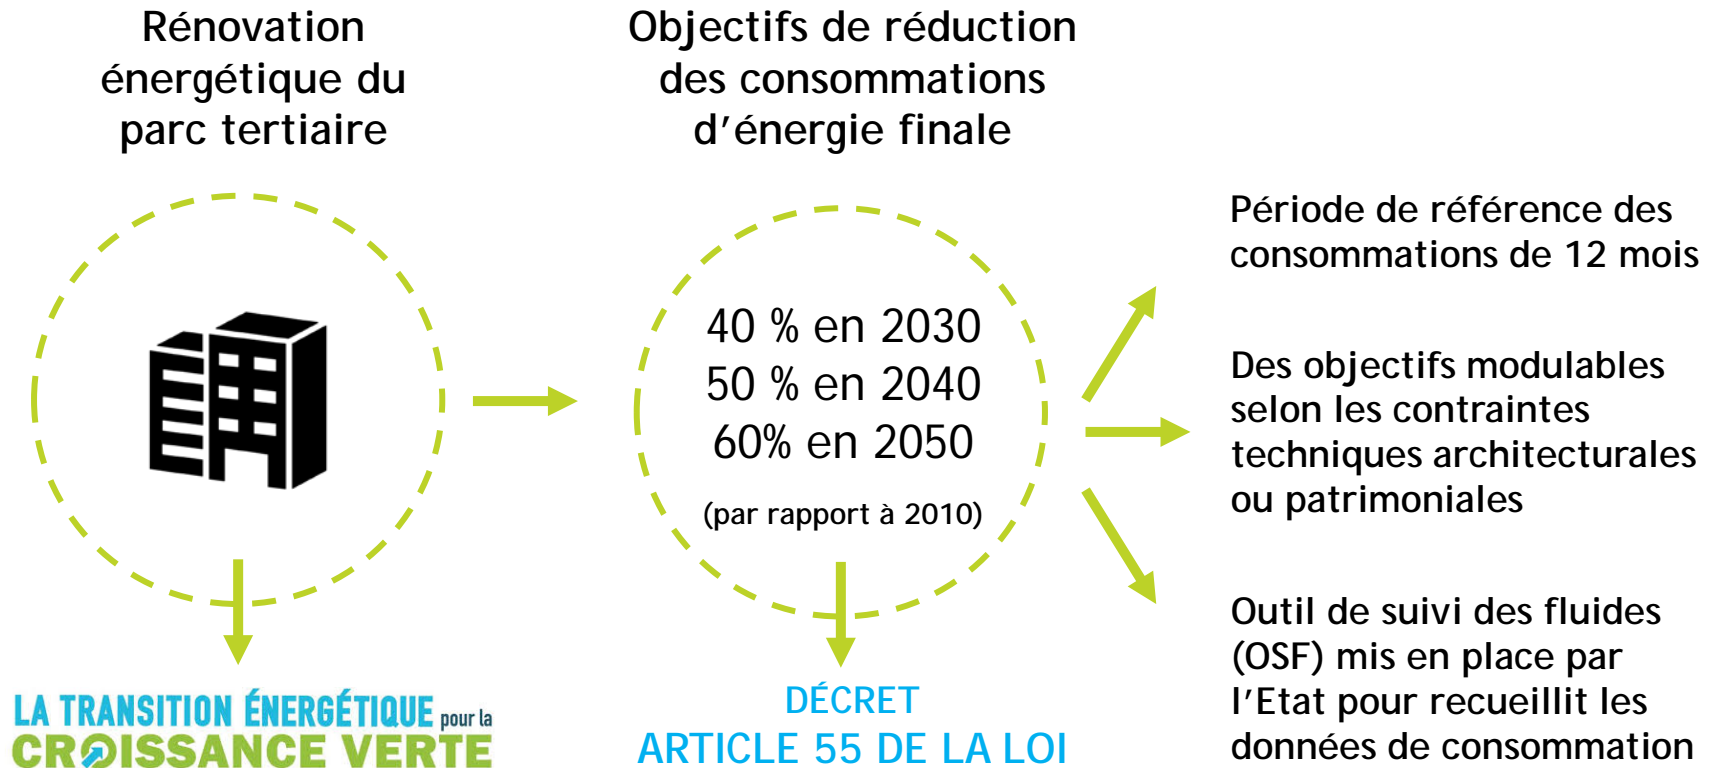 Rénovation
énergétique du
parc tertiaire
Objectifs de réduction
des consommations
d'énergie finale
40 % en 2030
50 % en 2040
60% en 2050
(par rapport à 2010)
Période de référence des
consommations de 12 mois
Des objectifs modulables
selon les contraintes
techniques architecturales
ou patrimoniales
Outil de suivi des fluides
(OSF) mis en place par
l'Etat pour recueillit les
données de consommation
LA TRANSITION ÉNERGÉTIQUE pour la
CROISSANCE VERTE
DÉCRET
ARTICLE 55 DE LA LOI